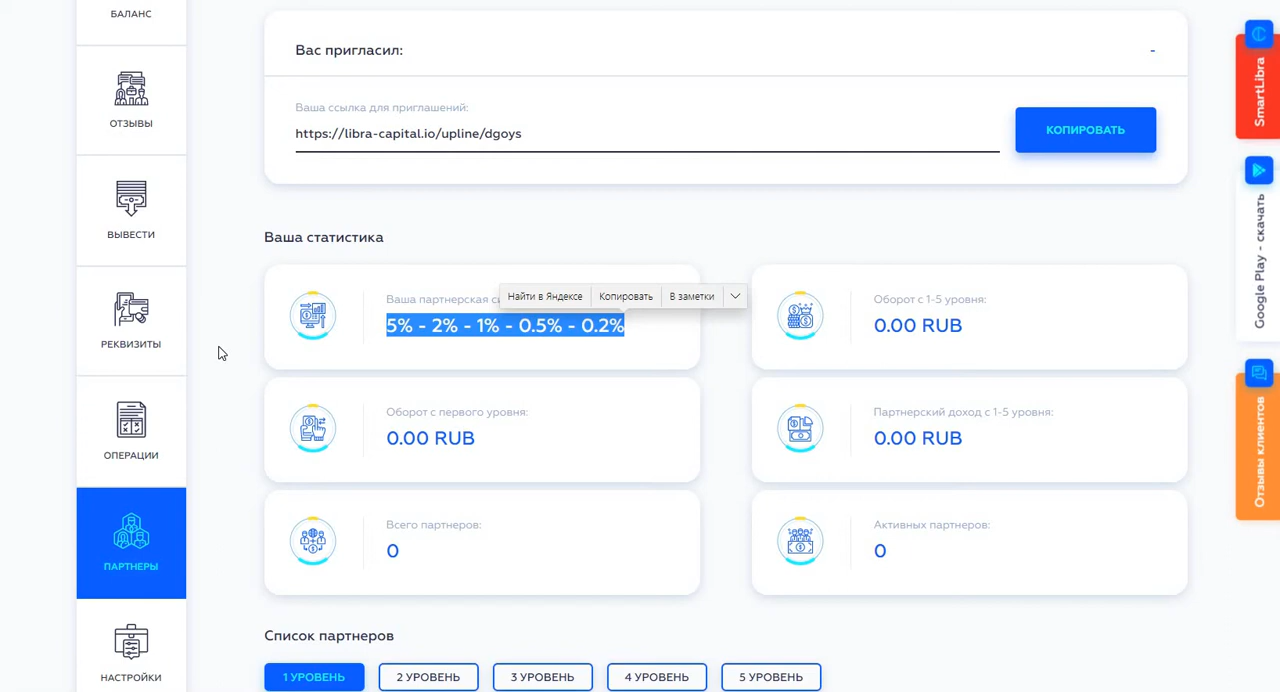 БАЛАНС
ОТЗЫВЫ
ВЫВЕСТИ
РЕКВИЗИТЫ
ОПЕРАЦИИ
ПАРТНЕРЫ
НАСТРОЙКИ
Вас пригласил:
-
Ваша ссылка для приглашений:
https://libra-capital.io/upline/dgoys
КОПИРОВАТЬ
Ваша статистика
Ваша партнерская
Найти в Яндексе
Копировать
В заметки
5% - 2% - 1% - 0.5% - 0.2%
Оборот с 1-5 уровня:
0.00 RUB
Оборот с первого уровня:
0.00 RUB
Партнерский доход с 1-5 уровня:
0.00 RUB
Всего партнеров:
0
Активных партнеров:
0
Список партнеров
1 УРОВЕНЬ
2 УРОВЕНЬ
3 УРОВЕНЬ
4 УРОВЕНЬ
5 УРОВЕНЬ
SmartLibra
Google Play - скачать
Отзывы клиентов